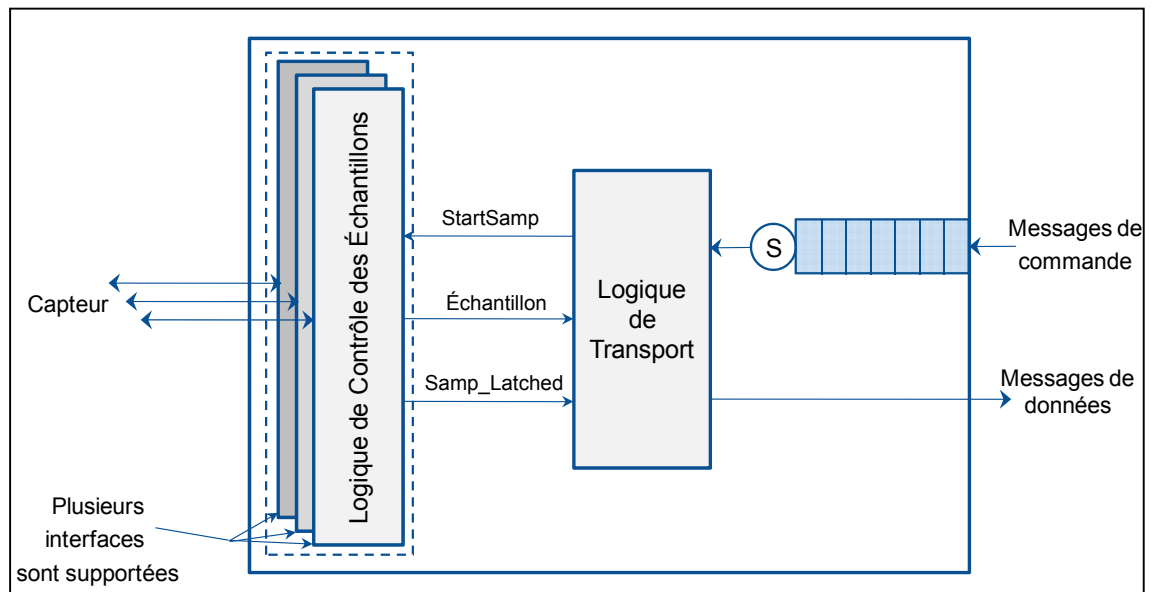 Capteur
Plusieurs
interfaces
sont supportées
Logique de Contrôle des Échantillons
StartSamp
Échantillon
Samp_Latched
Logique
de
Transport
S
Messages de
commande
Messages de
données